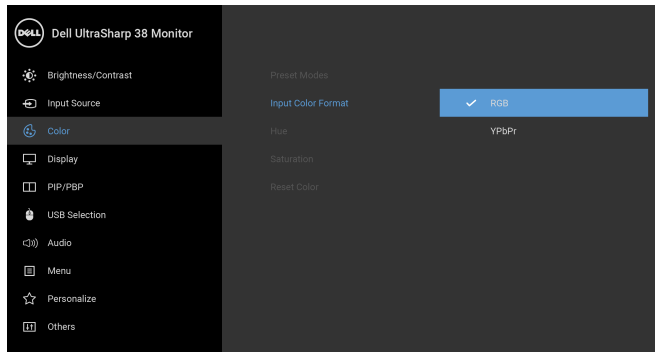 DELL Dell UltraSharp 38 Monitor
Brightness/Contrast Preset Modes
Input Source Input Color Format RGB
Color Hue YPbPr
Display Saturation
PIP/PBP Reset Color
USB Selection
Audio
Menu
Personalize
Others